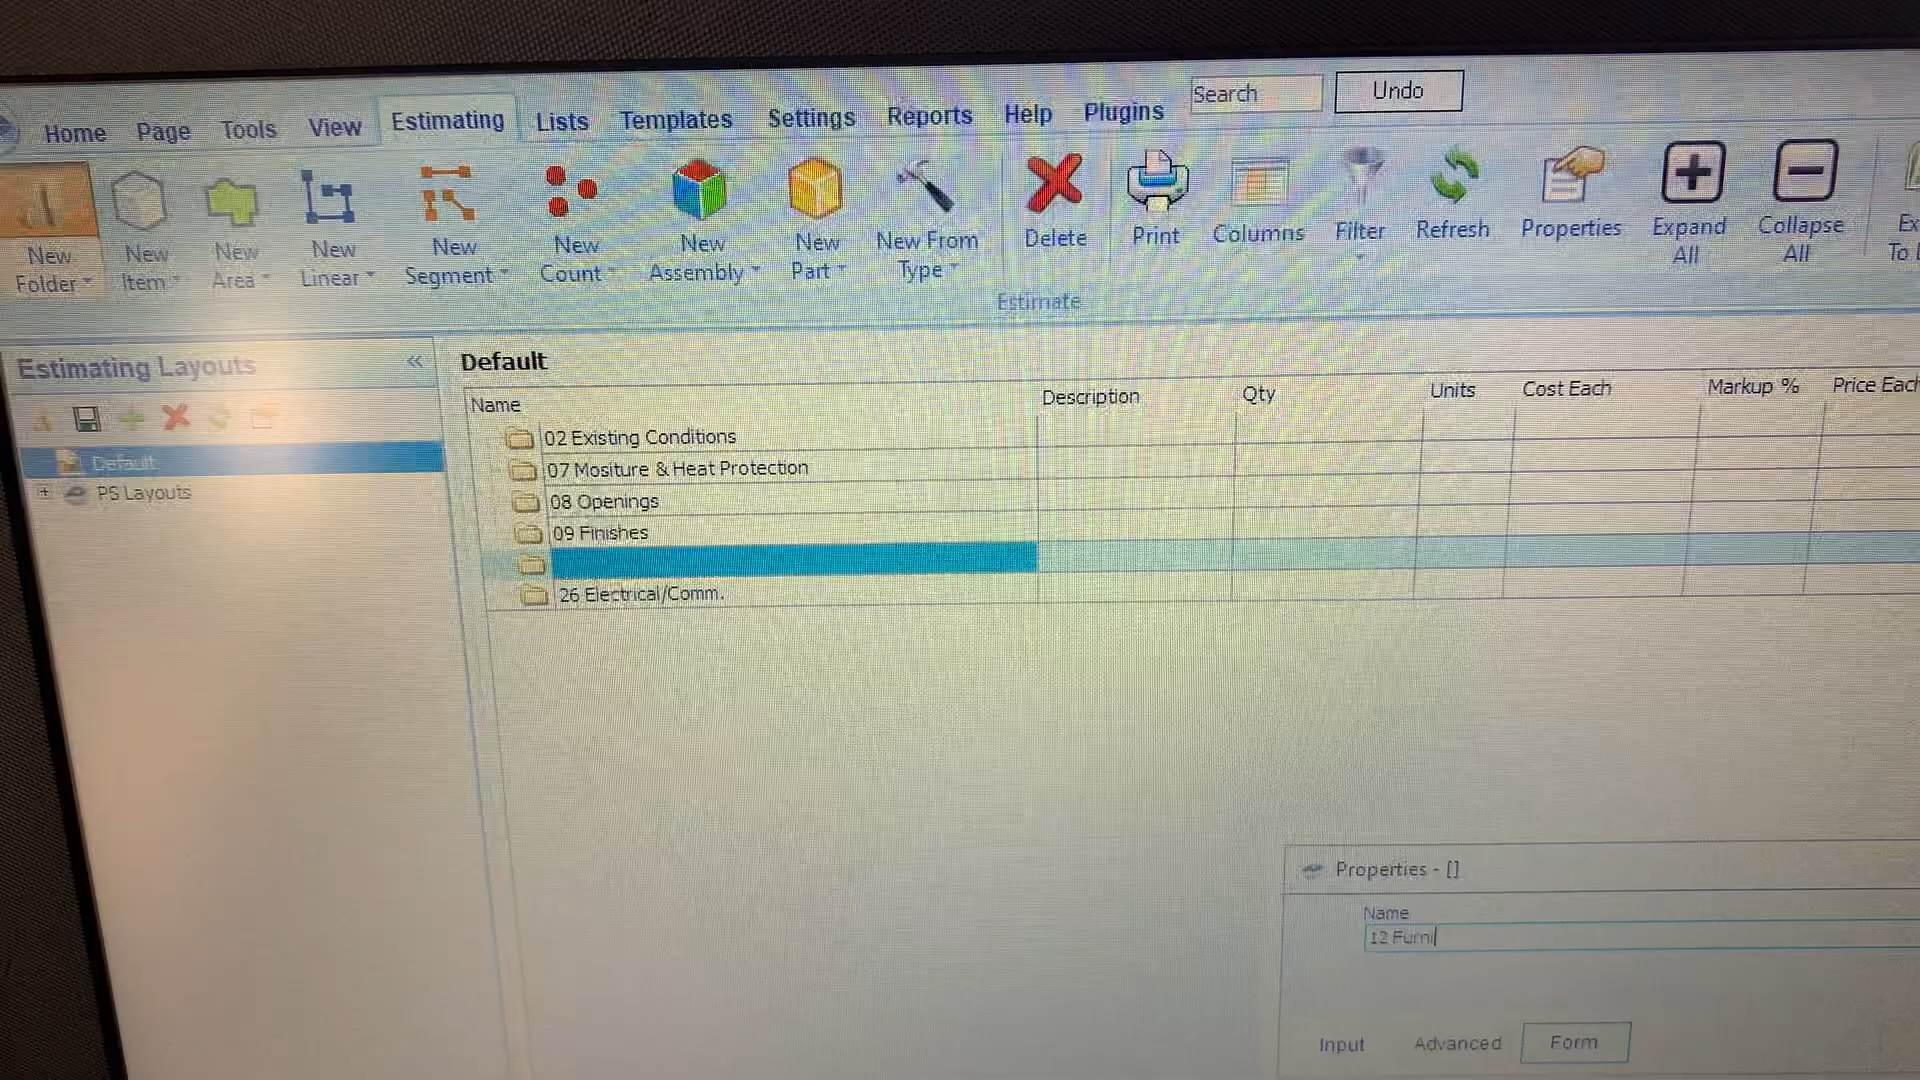 Search Undo
Home Page Tools View Estimating Lists Templates Settings Reports Help Plugins
New Folder New Item New Area New Linear New Segment New Count New Assembly New Part New From Type Delete Print Columns Filter Refresh Properties Expand All Collapse All
Estimate
Estimating Layouts
Default
PS Layouts
Default
Name Description Qty Units Cost Each Markup % Price Each
02 Existing Conditions
07 Mositure & Heat Protection
08 Openings
09 Finishes
26 Electrical/Comm.
Properties - []
Name
12 Furni
Input Advanced Form